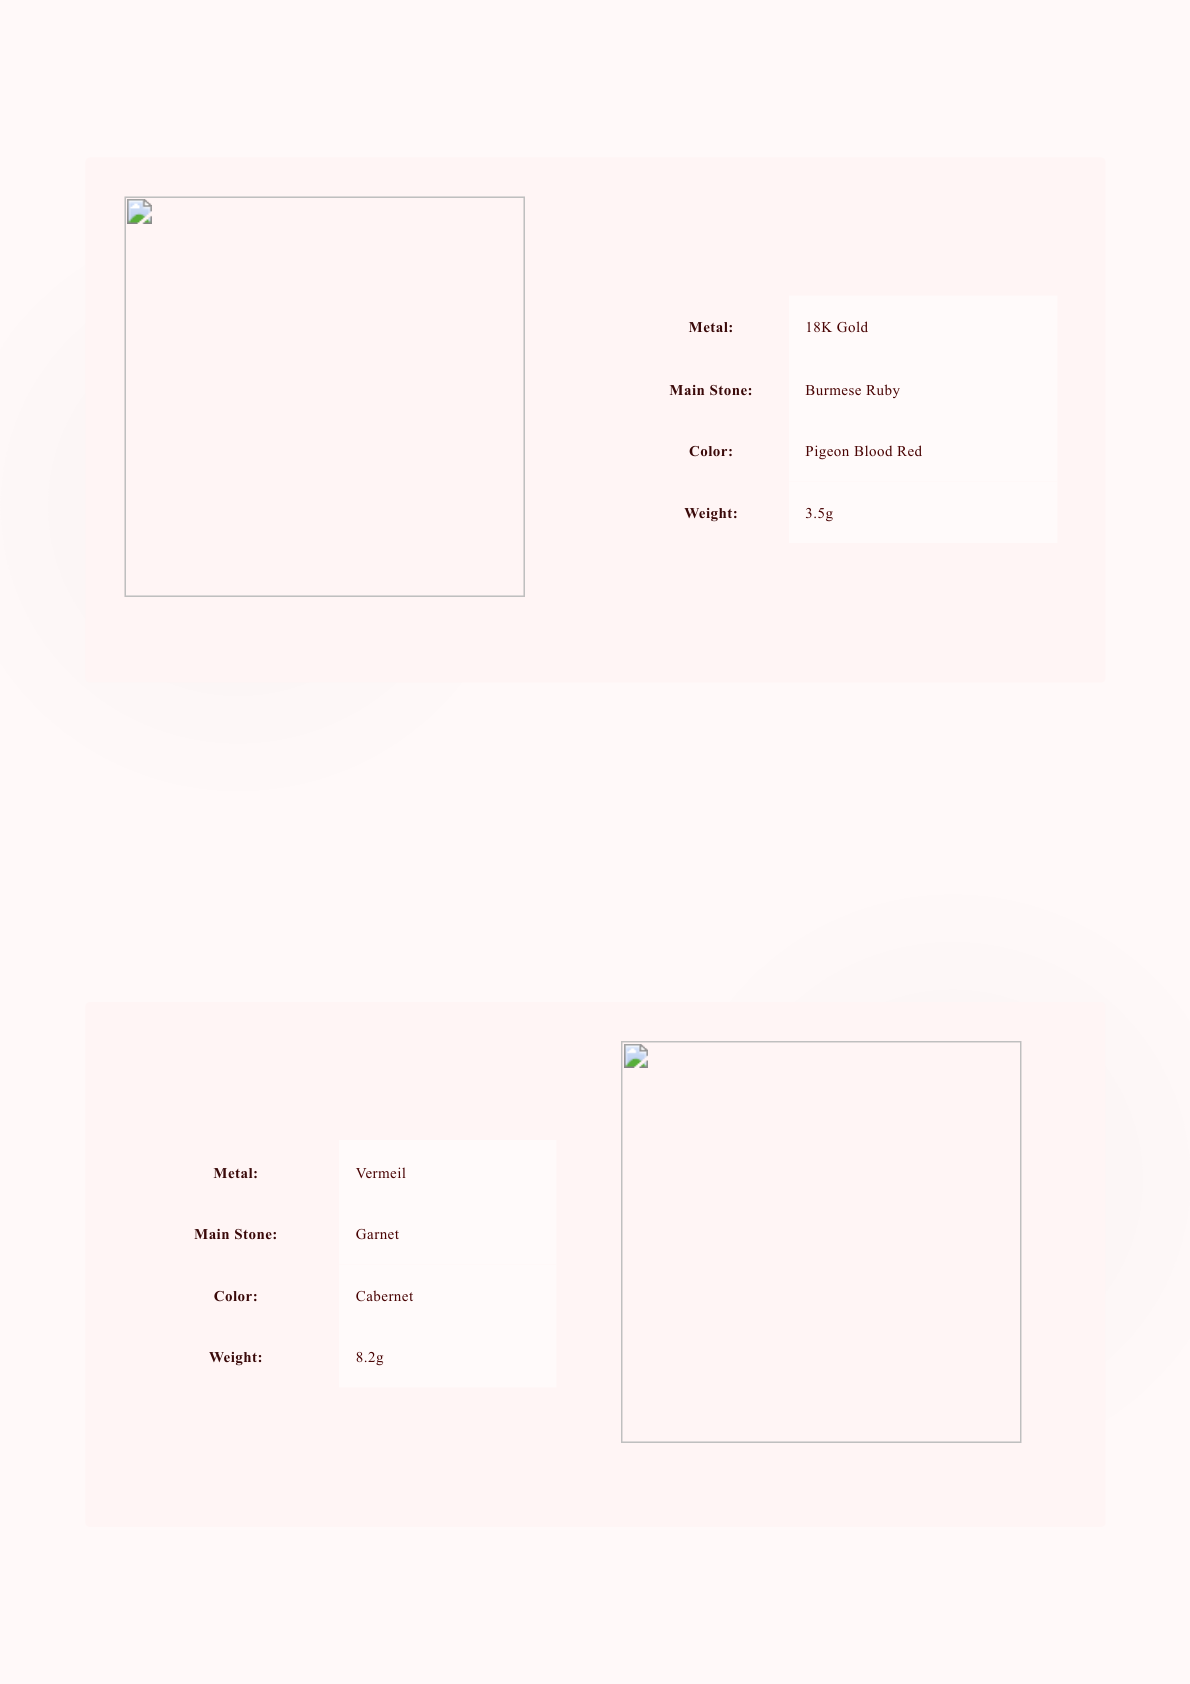 Metal: 18K Gold
Main Stone: Burmese Ruby
Color: Pigeon Blood Red
Weight: 3.5g
Metal: Vermeil
Main Stone: Garnet
Color: Cabernet
Weight: 8.2g